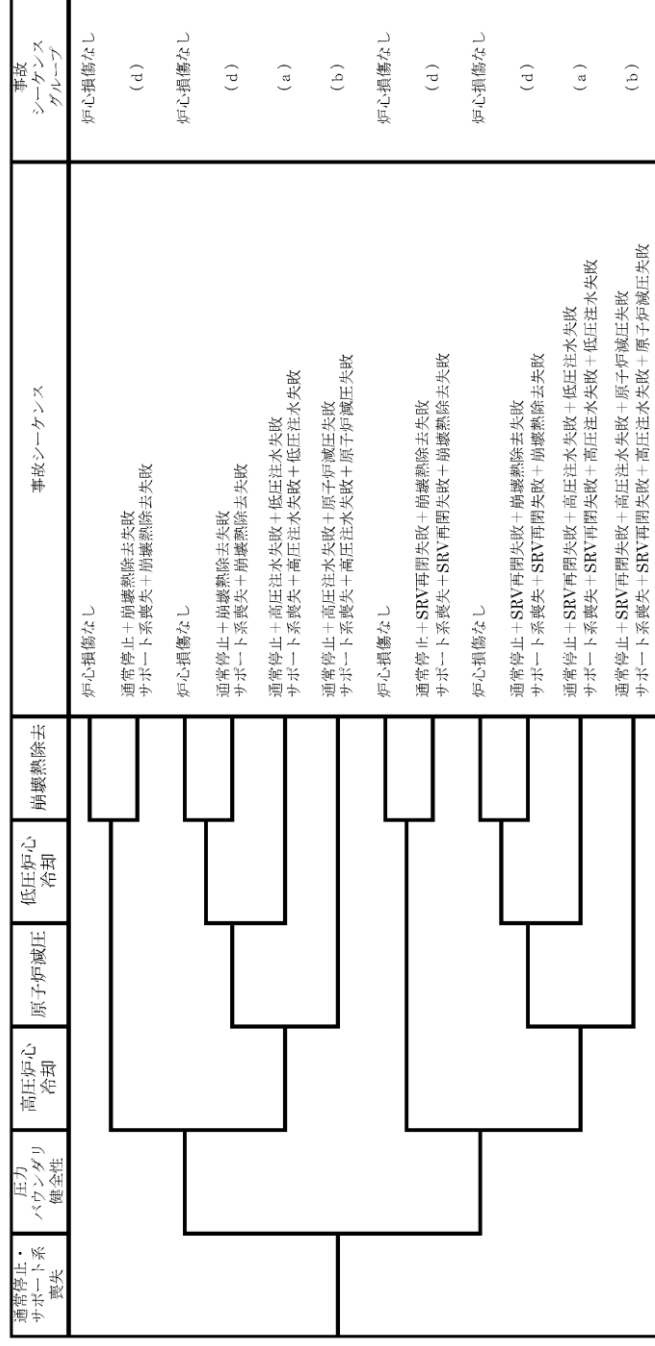 通常停止・
サポート系
喪失
圧力
バウンダリ
健全性
高圧炉心
冷却
原子炉減圧
低圧炉心
冷却
崩壊熱除去
事故シーケンス
事故
シーケンス
グループ
炉心損傷なし
炉心損傷なし
通常停止＋崩壊熱除去失敗
サポート系喪失＋崩壊熱除去失敗
(d)
炉心損傷なし
炉心損傷なし
通常停止＋崩壊熱除去失敗
サポート系喪失＋崩壊熱除去失敗
(d)
通常停止＋高圧注水失敗＋低圧注水失敗
サポート系喪失＋高圧注水失敗＋低圧注水失敗
(a)
通常停止＋高圧注水失敗＋原子炉減圧失敗
サポート系喪失＋高圧注水失敗＋原子炉減圧失敗
(b)
炉心損傷なし
炉心損傷なし
通常停止＋SRV再閉失敗＋崩壊熱除去失敗
サポート系喪失＋SRV再閉失敗＋崩壊熱除去失敗
(d)
炉心損傷なし
炉心損傷なし
通常停止＋SRV再閉失敗＋崩壊熱除去失敗
サポート系喪失＋SRV再閉失敗＋崩壊熱除去失敗
(d)
通常停止＋SRV再閉失敗＋高圧注水失敗＋低圧注水失敗
サポート系喪失＋SRV再閉失敗＋高圧注水失敗＋低圧注水失敗
(a)
通常停止＋SRV再閉失敗＋高圧注水失敗＋原子炉減圧失敗
サポート系喪失＋SRV再閉失敗＋高圧注水失敗＋原子炉減圧失敗
(b)